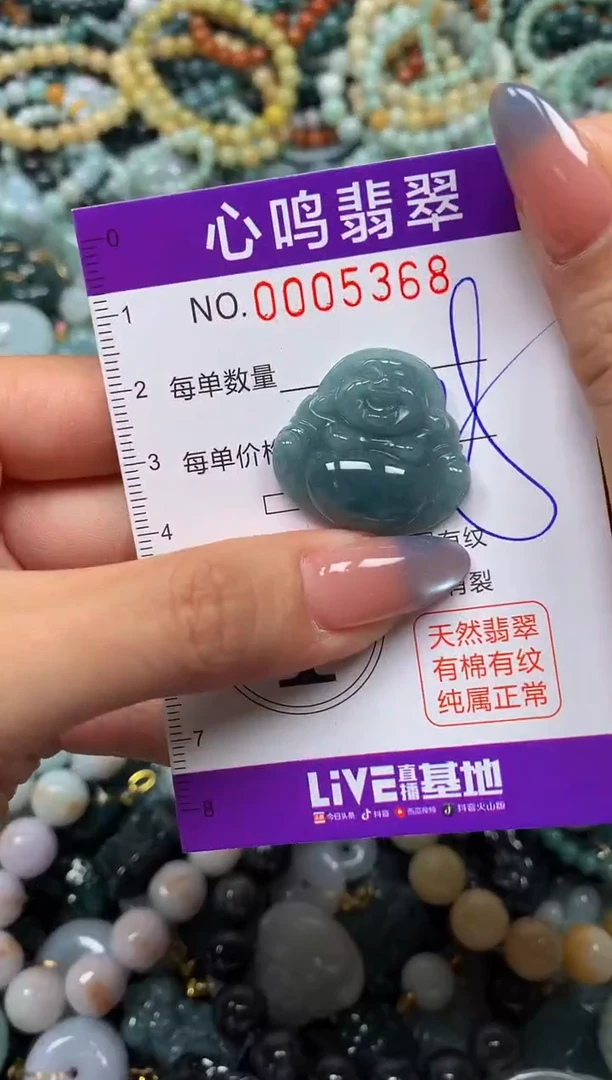 心鸣翡翠
0
NO.0005368
1
2
每单数量
3
每单价
4
有纹
有裂
天然翡翠
有棉有纹
纯属正常
7
LiVE直播基地
8
今日头条 抖音 西瓜视频 抖音火山版